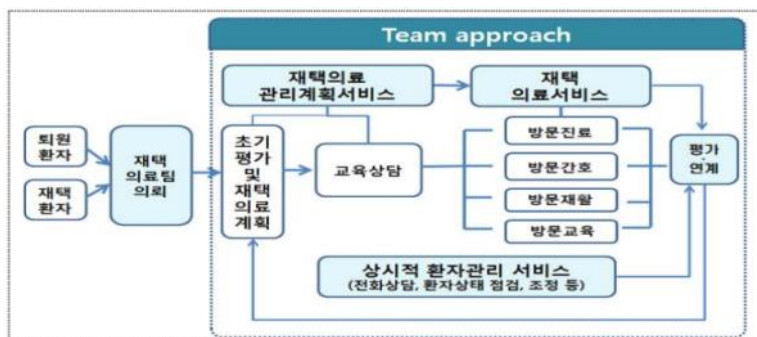 Team approach
재택의료
관리계획서비스
재택
의료서비스
퇴원
환자
재택
환자
재택
의료팀
의뢰
초기
평가
및
재택
의료
계획
교육상담
방문진료
방문간호
방문재활
방문교육
평가
·
연계
상시적 환자관리 서비스
(전화상담, 환자상태 점검, 조정 등)